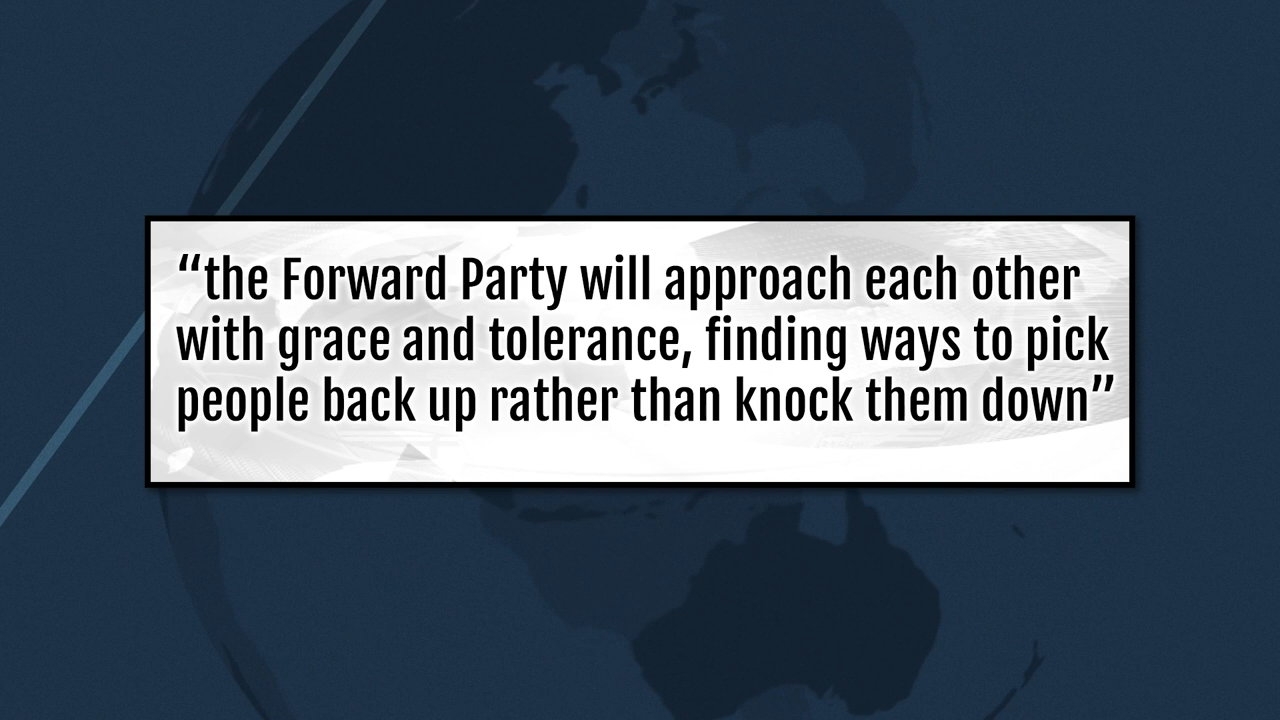 “the Forward Party will approach each other
with grace and tolerance, finding ways to pick
people back up rather than knock them down”